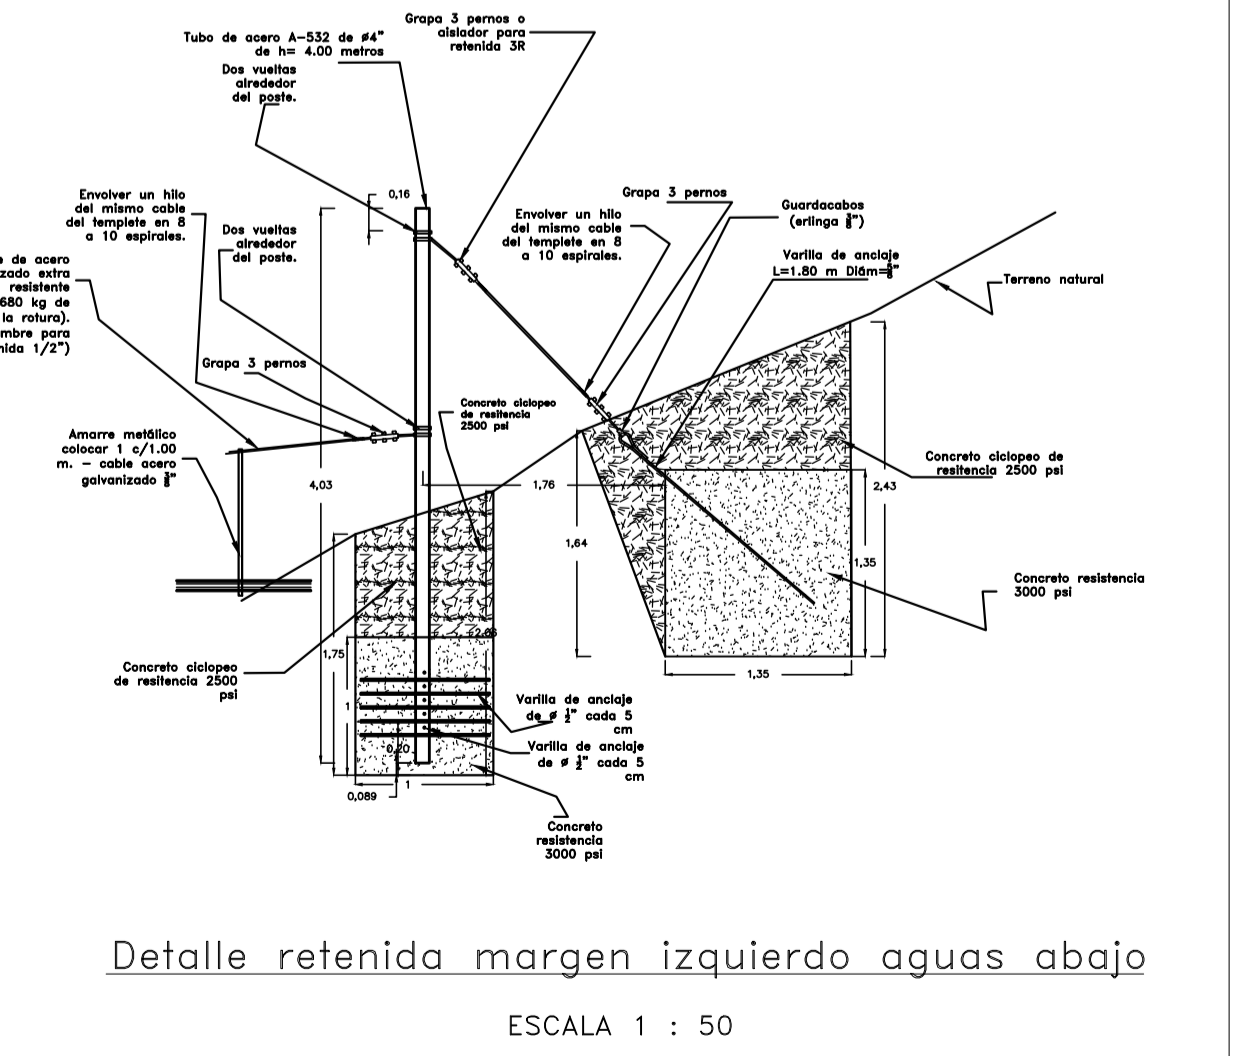 Grapa 3 pernos o
aislador para
retenida 3R
Tubo de acero A-532 de ø4"
de h= 4.00 metros
Dos vueltas
alrededor
del poste.
0,16
Envolver un hilo
del mismo cable
del templete en 8
a 10 espirales.
Dos vueltas
alrededor
del poste.
Envolver un hilo
del mismo cable
del templete en 8
a 10 espirales.
Grapa 3 pernos
Guardacabos
(erlinga
Varilla de anclaje
L=1.80 m Diám=
Terreno natural
e de acero
zado extra
resistente
680 kg de
la rotura).
mbre para
nida 1/2")
Grapa 3 pernos
Concreto ciclopeo
de resitencia
2500 psi
Amarre metálico
colocar 1 c/1.00
m. - cable acero
galvanizado
4,03
1,76
Concreto ciclopeo de
resitencia 2500 psi
2,43
1,64
1,35
Concreto resistencia
3000 psi
1,35
1,75
1
Concreto ciclopeo
de resitencia 2500
psi
Varilla de anclaje
de ø ½" cada 5
cm
Varilla de anclaje
de ø ½" cada 5
cm
0,20
1
0,089
Concreto
resistencia
3000 psi
Detalle retenida margen izquierdo aguas abajo
ESCALA 1 : 50